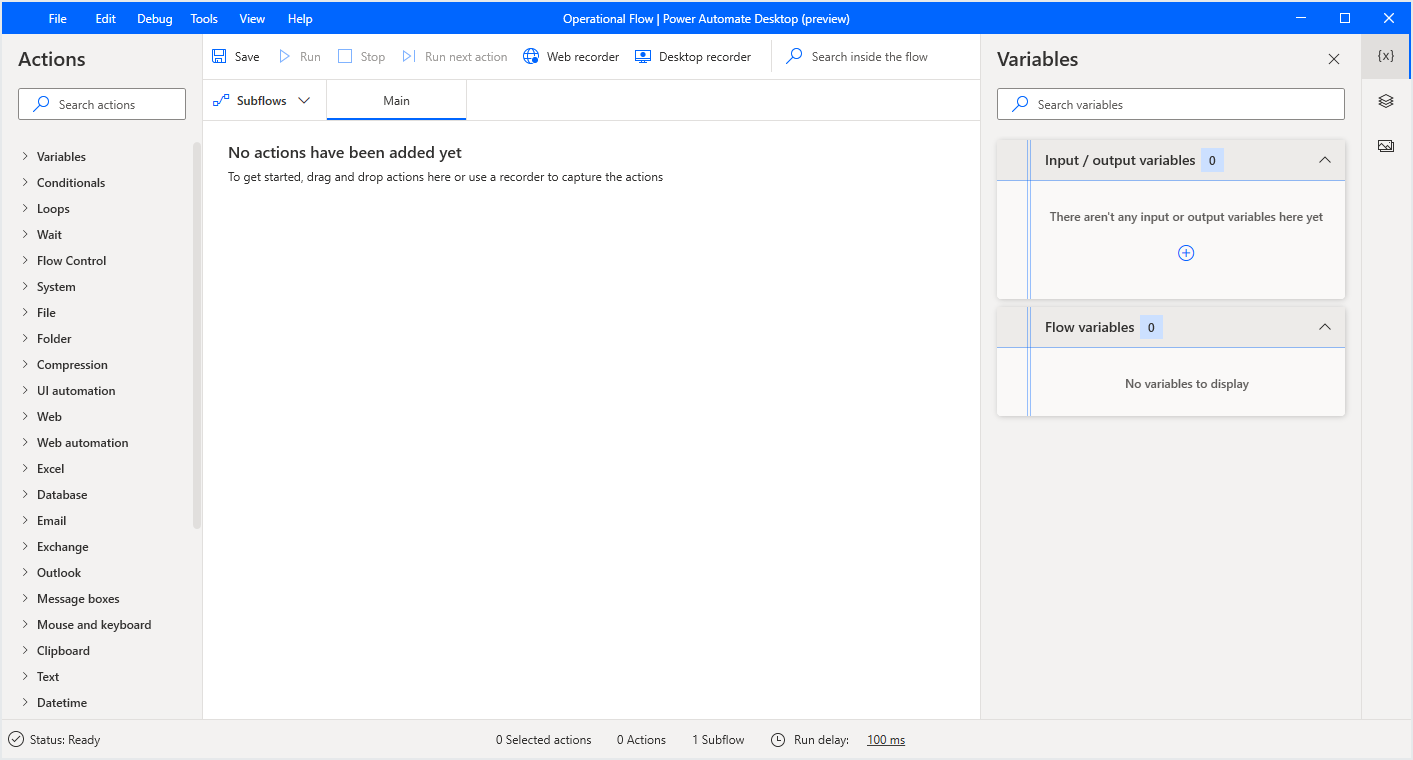 File Edit Debug Tools View Help Operational Flow | Power Automate Desktop (preview)
Actions
Search actions
Variables
Conditionals
Loops
Wait
Flow Control
System
File
Folder
Compression
UI automation
Web
Web automation
Excel
Database
Email
Exchange
Outlook
Message boxes
Mouse and keyboard
Clipboard
Text
Datetime
Save Run Stop Run next action Web recorder Desktop recorder Search inside the flow
Subflows Main
No actions have been added yet
To get started, drag and drop actions here or use a recorder to capture the actions
Variables
{x}
Search variables
Input / output variables 0
There aren't any input or output variables here yet
Flow variables 0
No variables to display
Status: Ready 0 Selected actions 0 Actions 1 Subflow Run delay: 100 ms